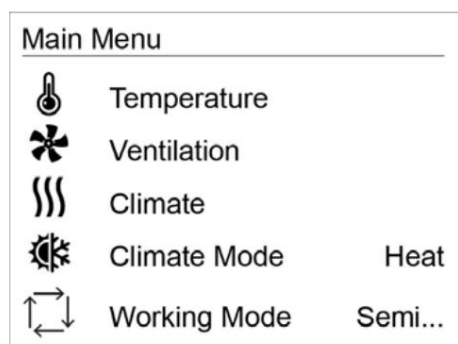 Main Menu
Temperature
Ventilation
Climate
Climate Mode Heat
Working Mode Semi...